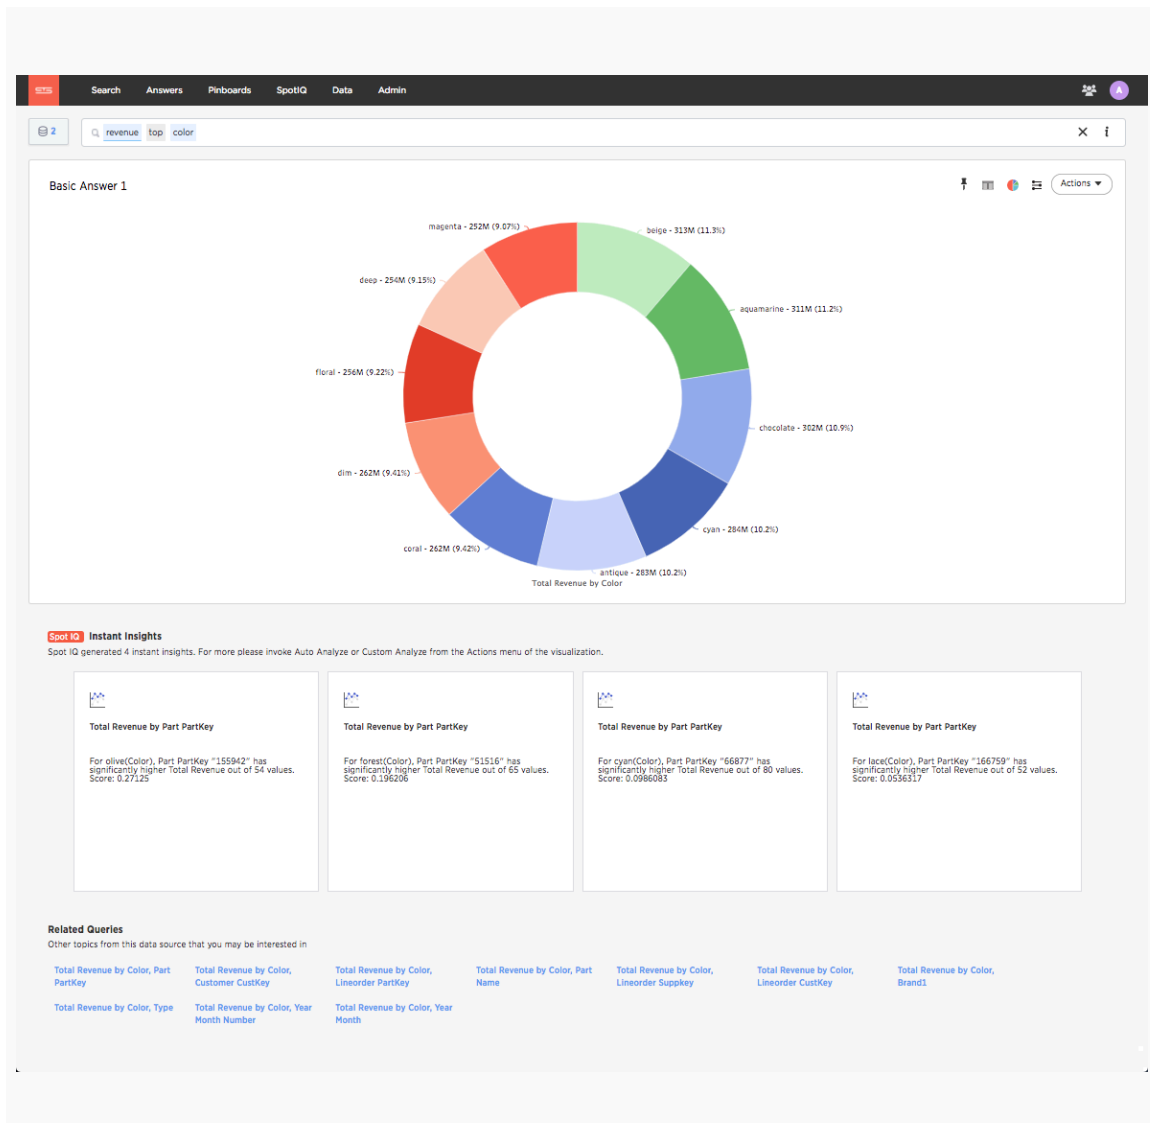 STS Search Answers Pinboards SpotIQ Data Admin A
2 revenue top color i
Basic Answer 1
Actions
magenta - 252M (9.07%)
beige - 313M (11.3%)
deep - 254M (9.15%)
aquamarine - 311M (11.2%)
floral - 256M (9.22%)
chocolate - 302M (10.9%)
dim - 262M (9.41%)
cyan - 284M (10.2%)
coral - 262M (9.42%)
antique - 283M (10.2%)
Total Revenue by Color
Spot IQ Instant Insights
Spot IQ generated 4 instant insights. For more please invoke Auto Analyze or Custom Analyze from the Actions menu of the visualization.
Total Revenue by Part PartKey
For olive(Color), Part PartKey "155942" has
significantly higher Total Revenue out of 54 values.
Score: 0.27125
Total Revenue by Part PartKey
For forest(Color), Part PartKey "51516" has
significantly higher Total Revenue out of 65 values.
Score: 0.196206
Total Revenue by Part PartKey
For cyan(Color), Part PartKey "66877" has
significantly higher Total Revenue out of 80 values.
Score: 0.0986083
Total Revenue by Part PartKey
For lace(Color), Part PartKey "166759" has
significantly higher Total Revenue out of 52 values.
Score: 0.0536317
Related Queries
Other topics from this data source that you may be interested in
Total Revenue by Color, Part
PartKey
Total Revenue by Color,
Customer CustKey
Total Revenue by Color,
Lineorder PartKey
Total Revenue by Color, Part
Name
Total Revenue by Color,
Lineorder Suppkey
Total Revenue by Color,
Lineorder CustKey
Total Revenue by Color,
Brand1
Total Revenue by Color, Type
Total Revenue by Color, Year
Month Number
Total Revenue by Color, Year
Month